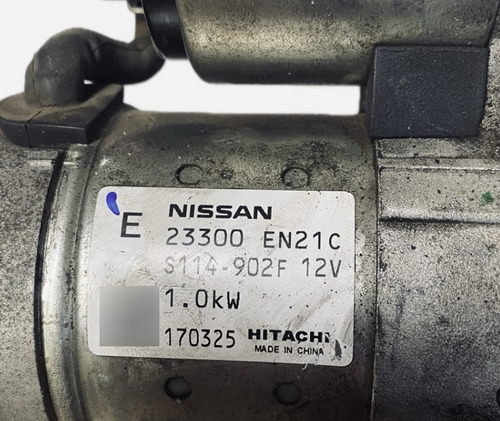 E NISSAN
23300 EN21C
S114-902F 12V
1.0kW
170325 HITACHI
MADE IN CHINA